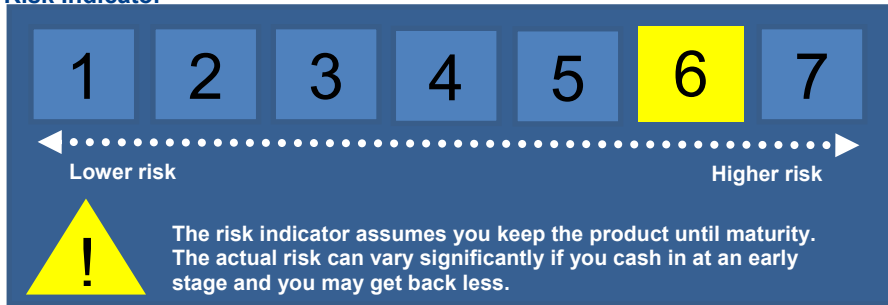 Risk Indicator
1 2 3 4 5 6 7
Lower risk Higher risk
!
The risk indicator assumes you keep the product until maturity.
The actual risk can vary significantly if you cash in at an early
stage and you may get back less.